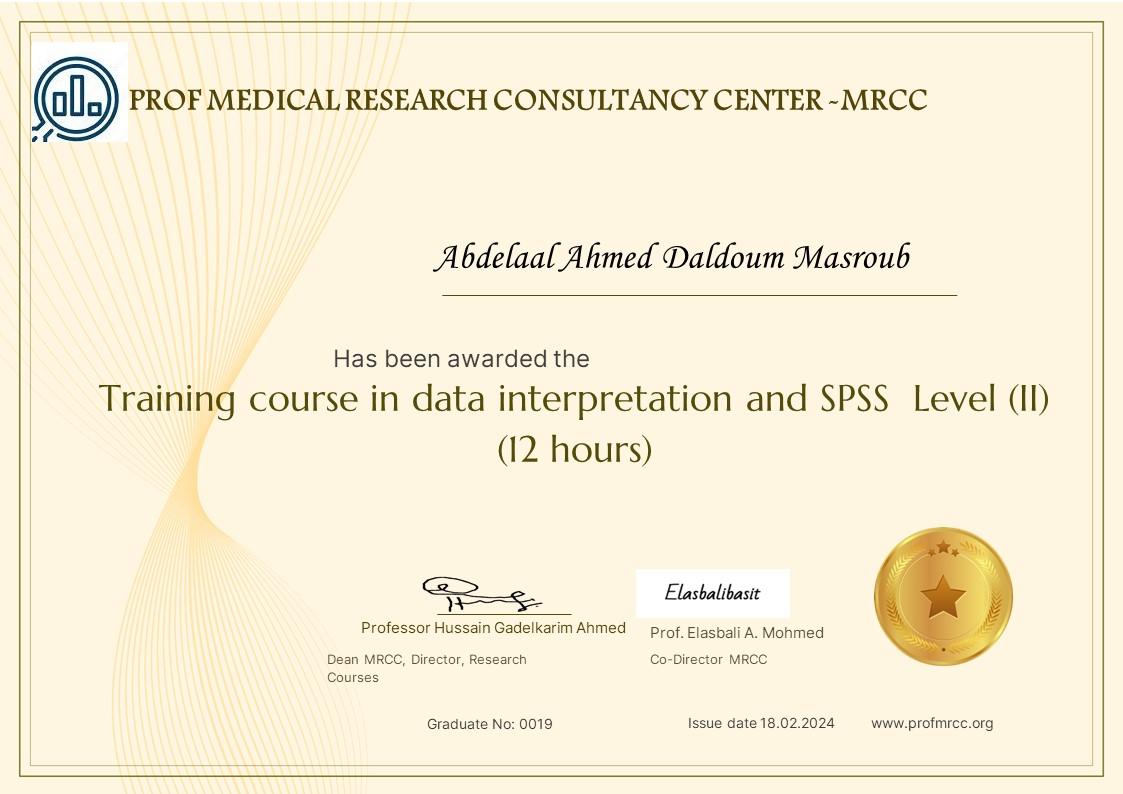 PROF MEDICAL RESEARCH CONSULTANCY CENTER ~MRCC
Abdelaal Ahmed Daldoum Masroub
Has been awarded the
Training course in data interpretation and SPSS Level (II)
(12 hours)
Elasbalibasit
Professor Hussain Gadelkarim Ahmed
Prof. Elasbali A. Mohmed
Dean MRCC, Director, Research
Courses
Co-Director MRCC
Graduate No: 0019
Issue date 18.02.2024
www.profmrcc.org